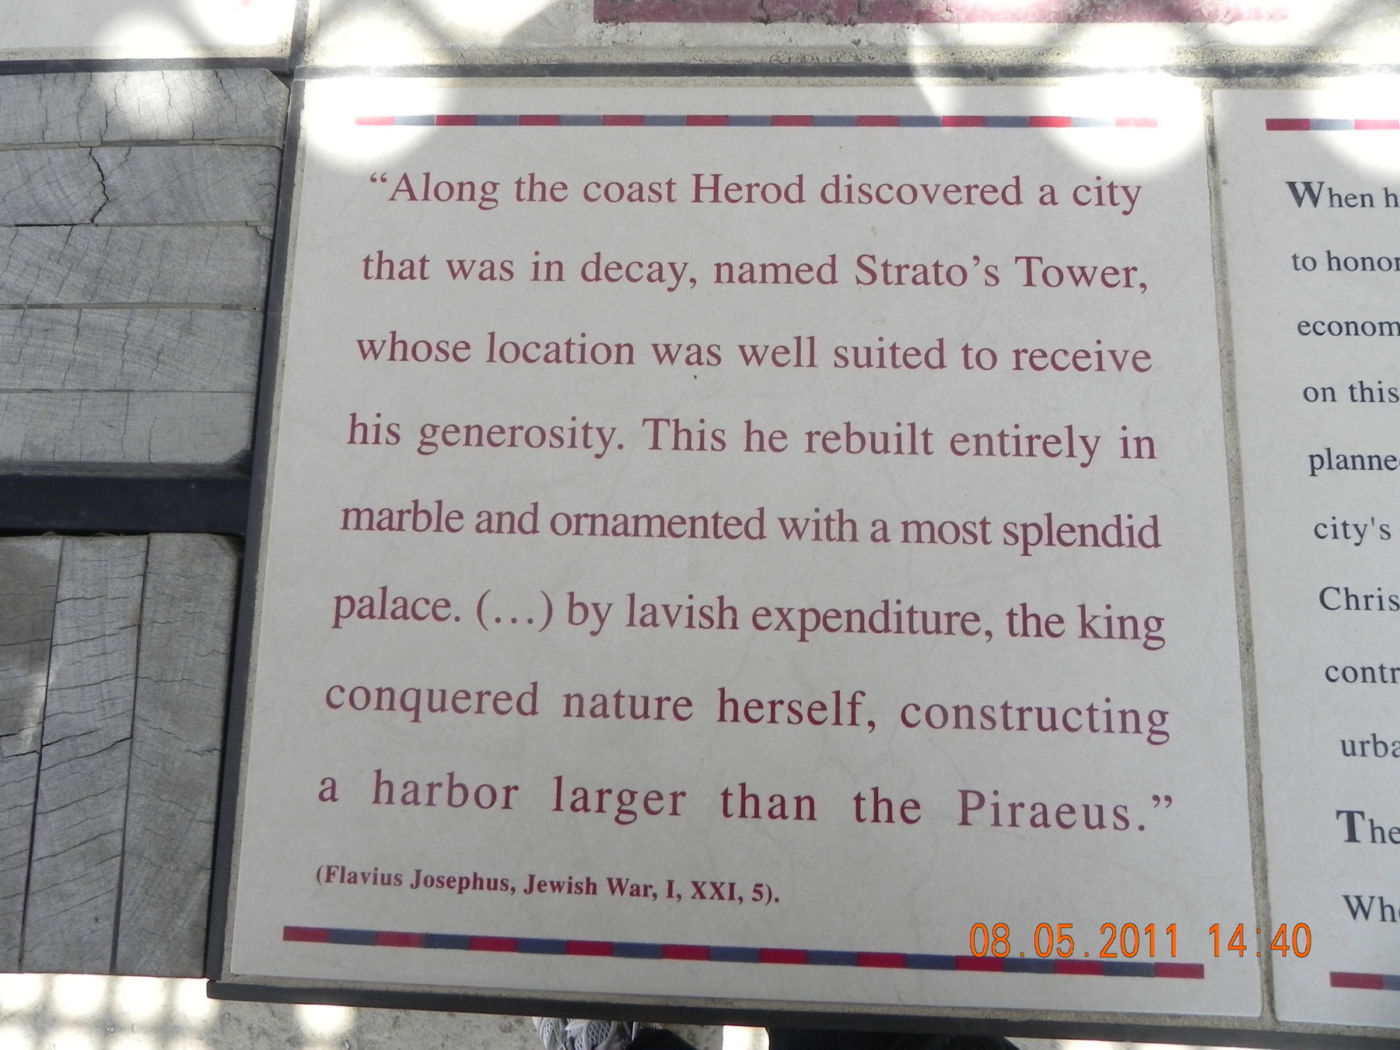 “Along the coast Herod discovered a city
that was in decay, named Strato’s Tower,
whose location was well suited to receive
his generosity. This he rebuilt entirely in
marble and ornamented with a most splendid
palace. (...) by lavish expenditure, the king
conquered nature herself, constructing
a harbor larger than the Piraeus.”
(Flavius Josephus, Jewish War, I, XXI, 5).
When h
to honor
econom
on this
planne
city's
Chris
contr
urba
The
Who
08.05.2011 14:40